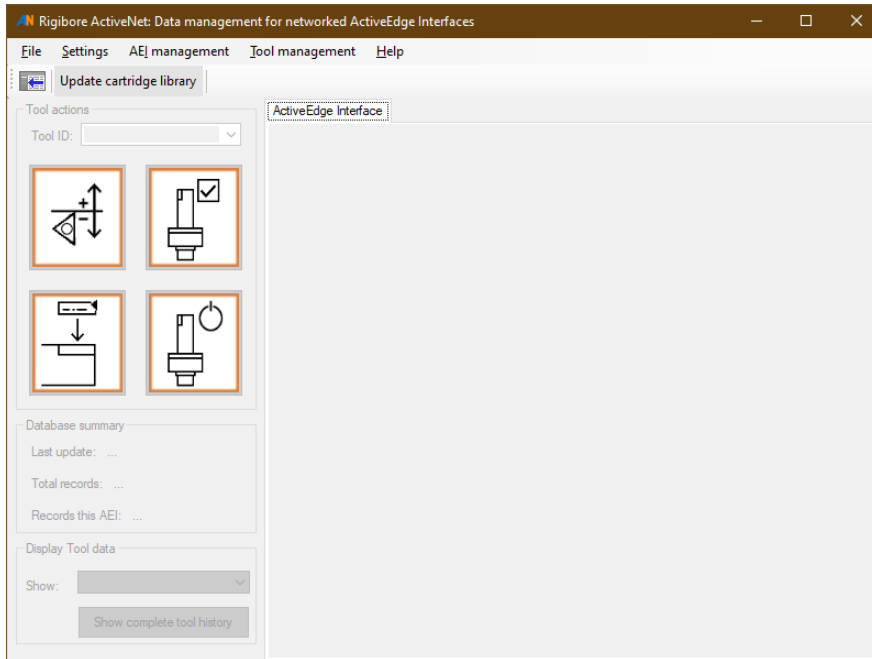 AN Rigibore ActiveNet: Data management for networked ActiveEdge Interfaces
File Settings AEI management Tool management Help
Update cartridge library
Tool actions
Tool ID:
ActiveEdge Interface
Database summary
Last update: ...
Total records: ...
Records this AEI: ...
Display Tool data
Show:
Show complete tool history